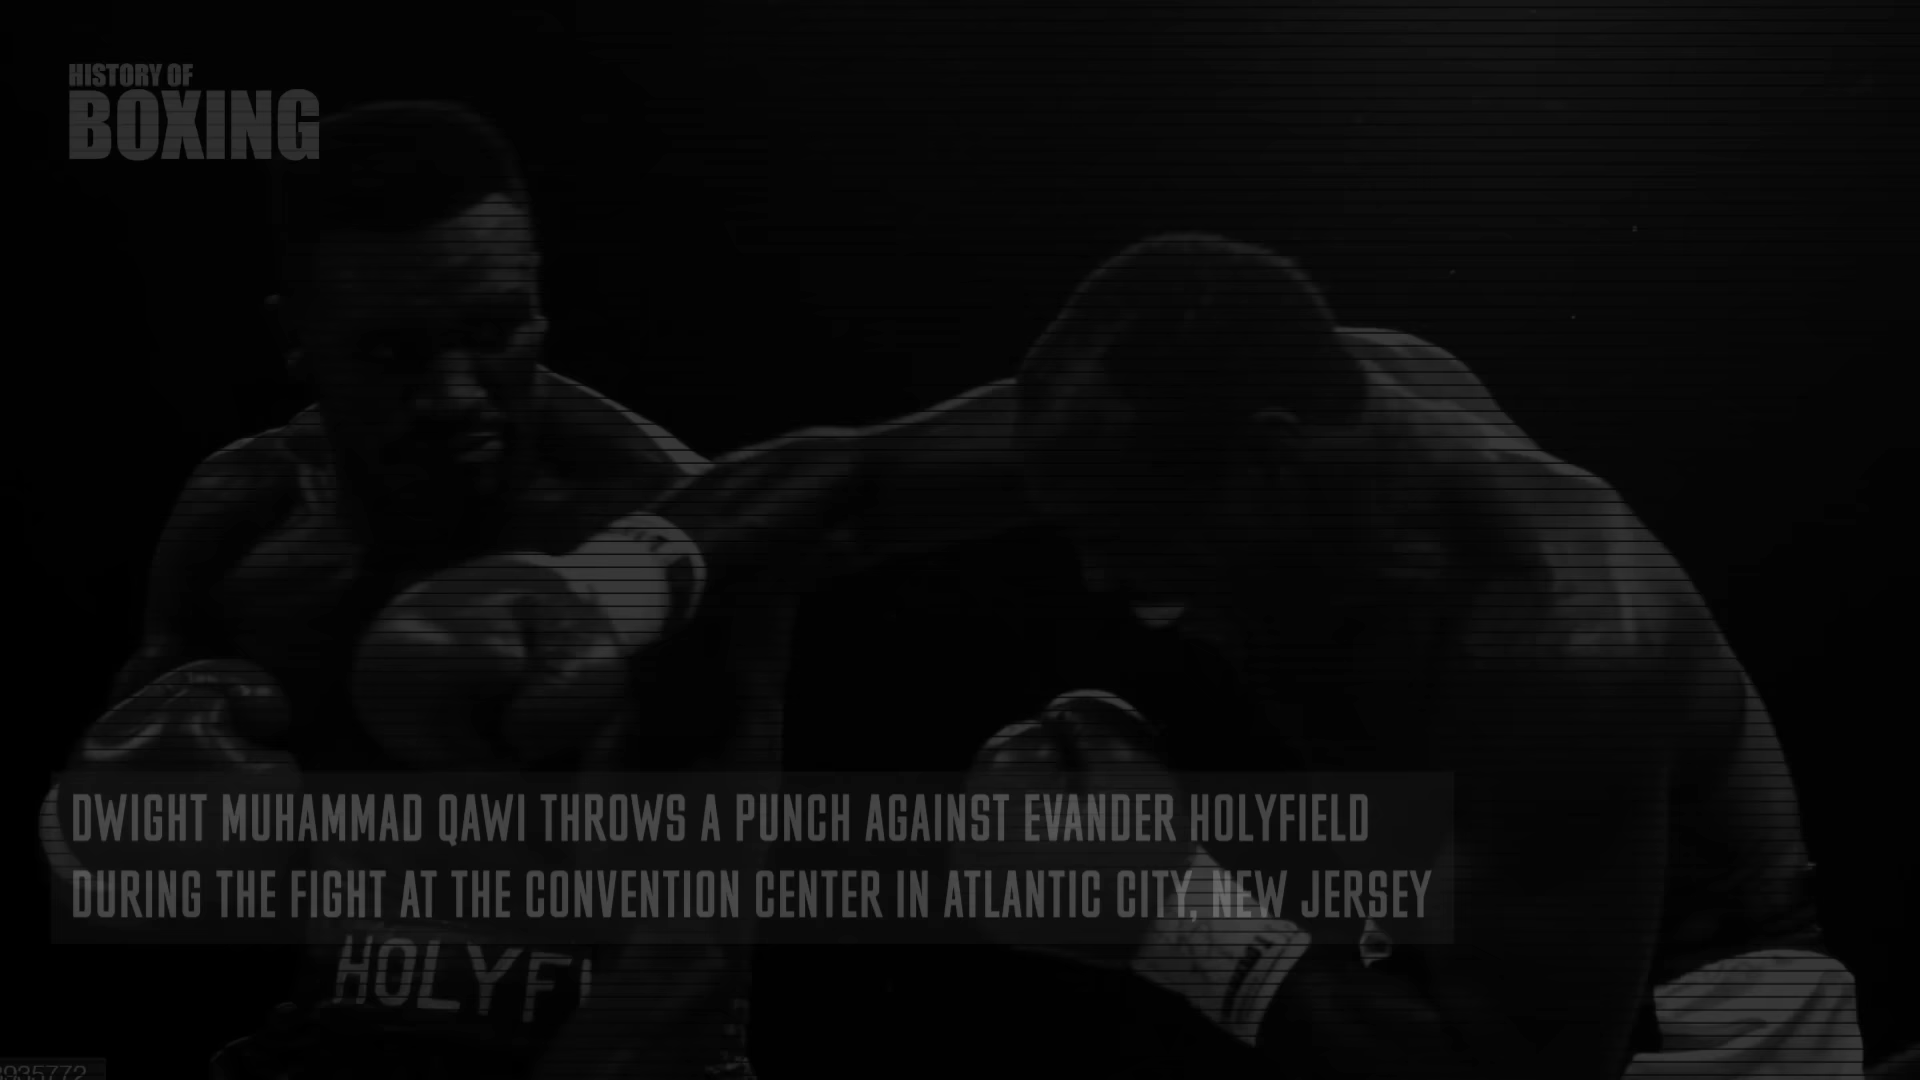 HISTORY OF
BOXING
DWIGHT MUHAMMAD QAWI THROWS A PUNCH AGAINST EVANDER HOLYFIELD
DURING THE FIGHT AT THE CONVENTION CENTER IN ATLANTIC CITY, NEW JERSEY
HOLYFI
935772